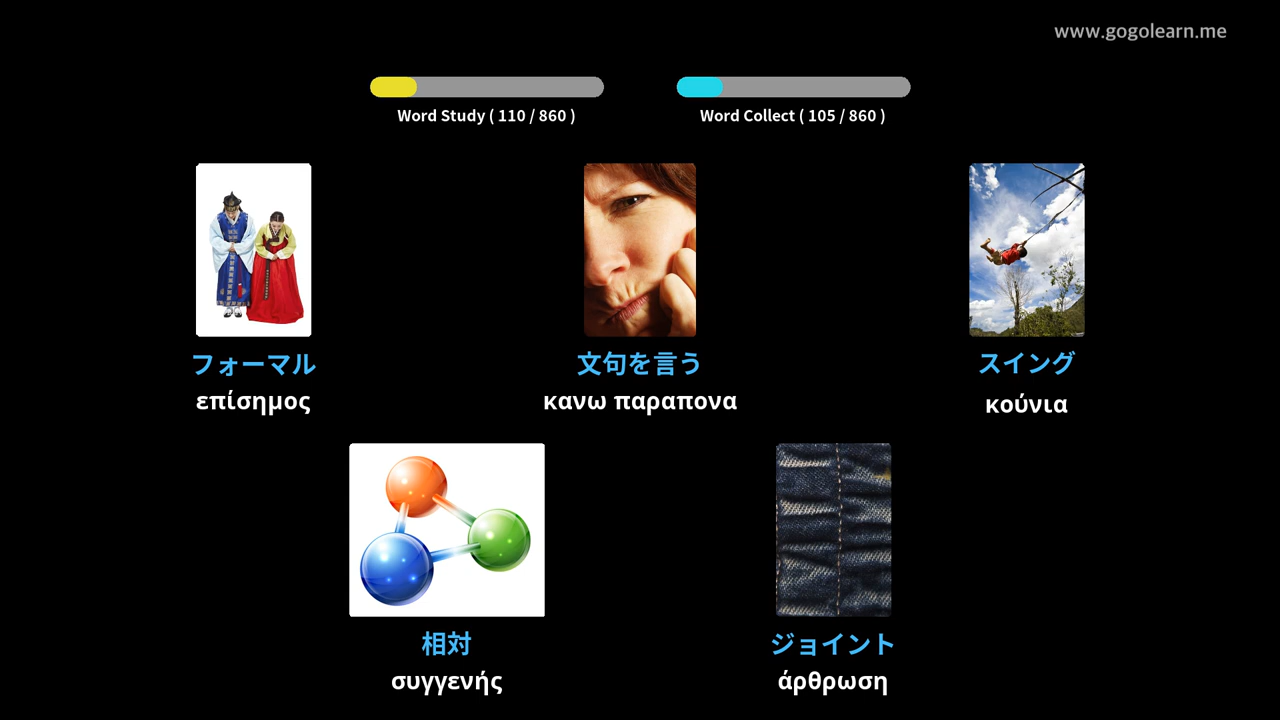 www.gogolearn.me
Word Study ( 110 / 860 )
Word Collect ( 105 / 860 )
フォーマル
επίσημος
文句を言う
κανω παραπονα
スイング
κούνια
相対
συγγενής
ジョイント
άρθρωση